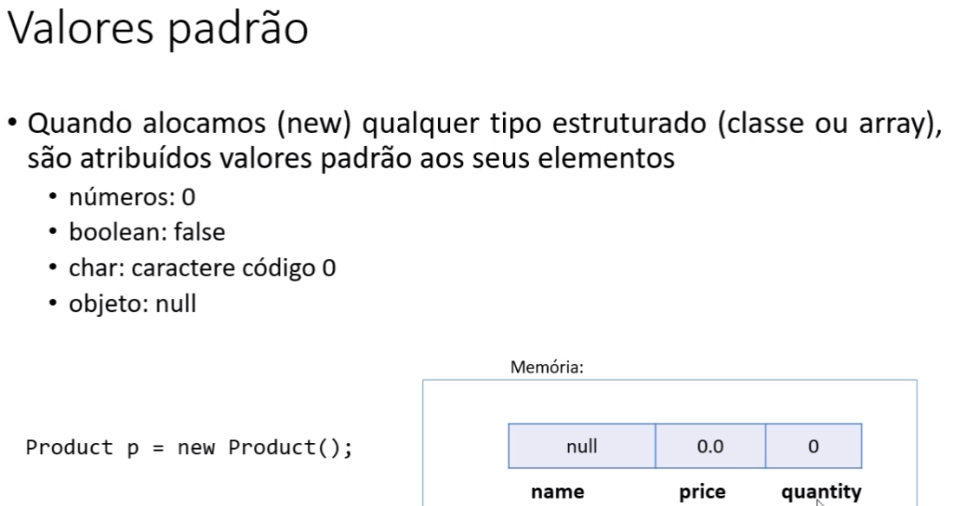 Valores padrão
• Quando alocamos (new) qualquer tipo estruturado (classe ou array),
são atribuídos valores padrão aos seus elementos
• números: 0
• boolean: false
• char: caractere código 0
• objeto: null
Memória:
Product p = new Product();
null 0.0 0
name price quantity